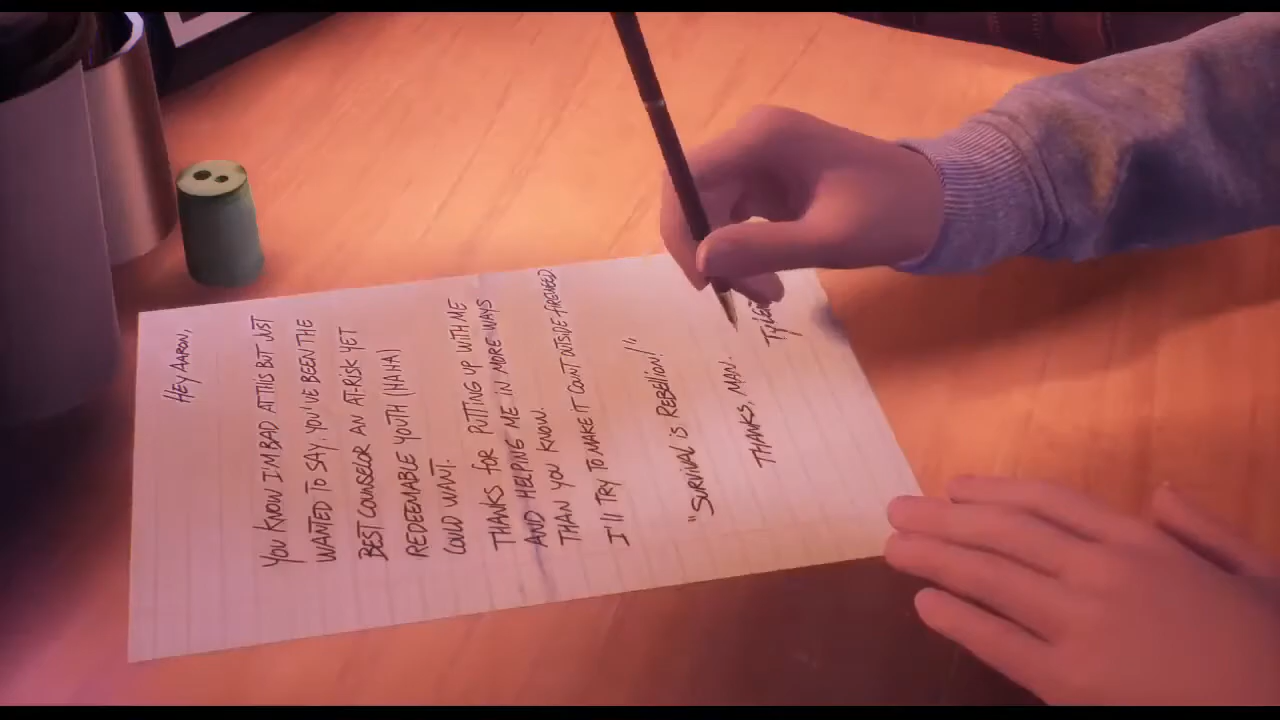 HEY AARON,
YOU KNOW I'M BAD AT THIS BUT JUST
WANTED TO SAY, YOU'VE BEEN THE
BEST COUNSELOR AN AT-RISK YET
REDEEMABLE YOUTH (HAHA)
COULD WANT.
THANKS FOR PUTTING UP WITH ME
AND HELPING ME IN MORE WAYS
THAN YOU KNOW.
I'll TRY TO MAKE IT COUNT OUTSIDE FIREWEED
"SURVIVAL IS REBELLION!"
THANKS, MAN.
Tyler